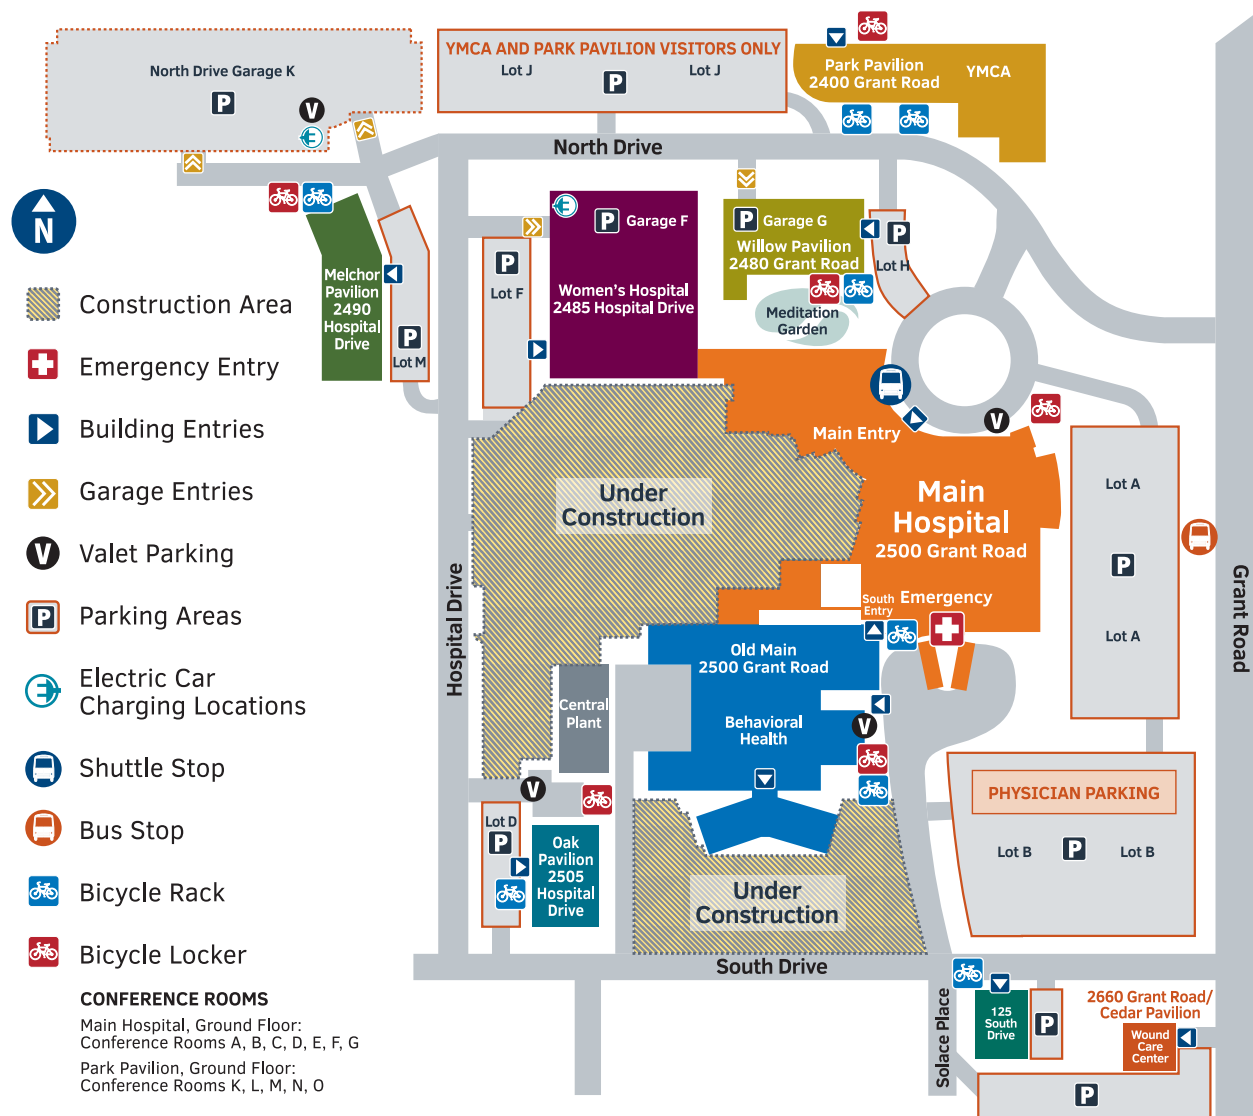 North Drive Garage K
P
V
YMCA AND PARK PAVILION VISITORS ONLY
Lot J
P
Lot J
Park Pavilion
2400 Grant Road
YMCA
North Drive
N
Melchor
Pavilion
2490
Hospital
Drive
P
Lot M
P
Lot F
P
Garage F
Women's Hospital
2485 Hospital Drive
P
Garage G
Willow Pavilion
2480 Grant Road
P
Lot H
Meditation
Garden
Construction Area
Emergency Entry
Building Entries
Garage Entries
V
Valet Parking
P
Parking Areas
Electric Car
Charging Locations
Shuttle Stop
Bus Stop
Bicycle Rack
Bicycle Locker
CONFERENCE ROOMS
Main Hospital, Ground Floor:
Conference Rooms A, B, C, D, E, F, G
Park Pavilion, Ground Floor:
Conference Rooms K, L, M, N, O
Main Entry
V
Under
Construction
Main
Hospital
2500 Grant Road
Lot A
P
Lot A
Grant Road
Hospital Drive
South
Entry
Emergency
Old Main
2500 Grant Road
Central
Plant
Behavioral
Health
V
V
Lot D
P
Oak
Pavilion
2505
Hospital
Drive
Under
Construction
PHYSICIAN PARKING
Lot B
P
Lot B
South Drive
Solace Place
125
South
Drive
P
2660 Grant Road/
Cedar Pavilion
Wound
Care
Center
P